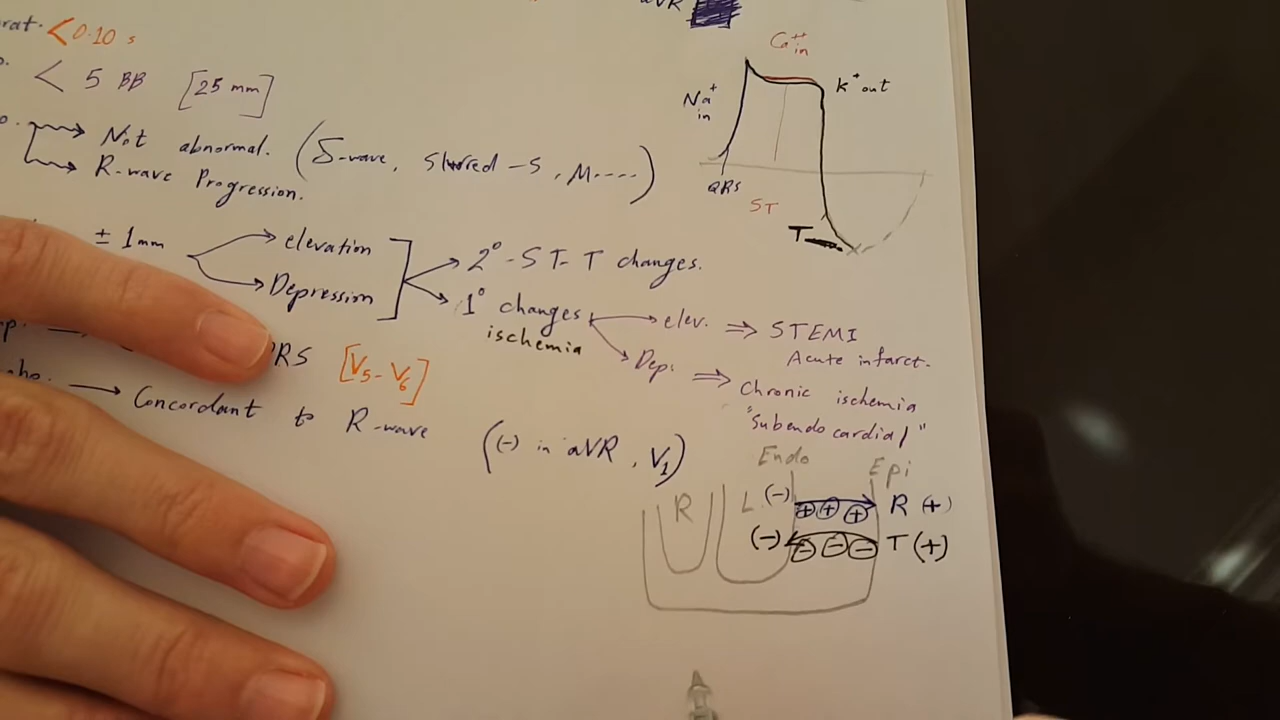 aVR
rat. < 0.10 s
< 5 BB [25 mm]
Not abnormal. (δ-wave, Slurred -S, M....)
R-wave Progression.
± 1mm
elevation
Depression
2° - ST- T changes.
1° changes
ischemia
elev. ⇒ STEMI
Acute infarct.
Dep. ⇒ Chronic ischemia
"Subendocardial"
RS [V5 - V6]
Concordant to R-wave (⁽-⁾ in aVR, V1)
Ca++ in
Na+ in
K+ out
QRS
ST
T
Endo
Epi
R
L
(-) + + + R (+)
(-) - - - T (+)